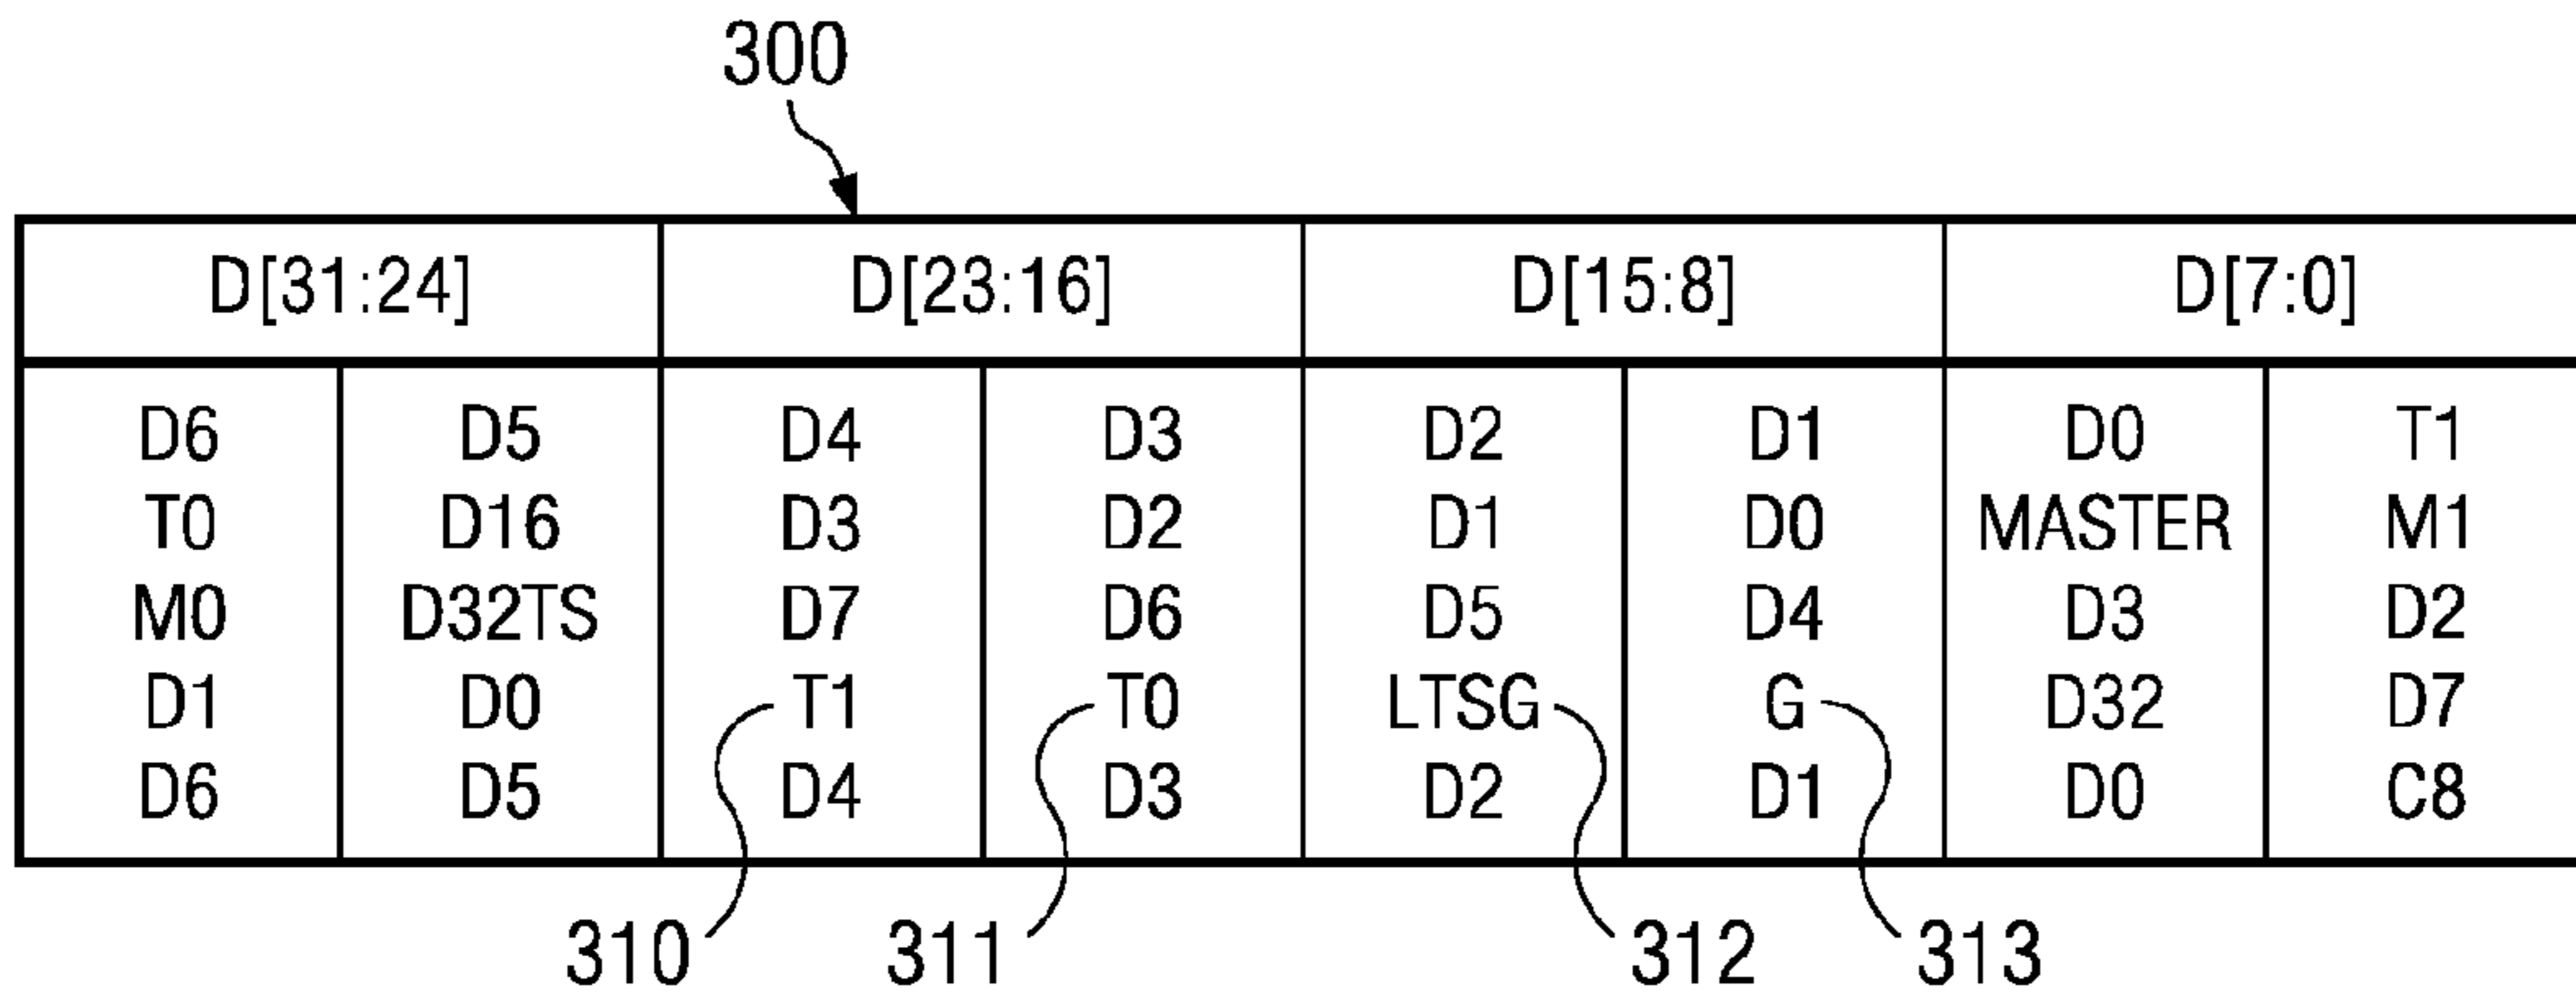 300
D[31:24] D[23:16] D[15:8] D[7:0]
D6 D5 D4 D3 D2 D1 D0 T1
T0 D16 D3 D2 D1 D0 MASTER M1
M0 D32TS D7 D6 D5 D4 D3 D2
D1 D0 T1 T0 LTSG G D32 D7
D6 D5 D4 D3 D2 D1 D0 C8
310 311 312 313